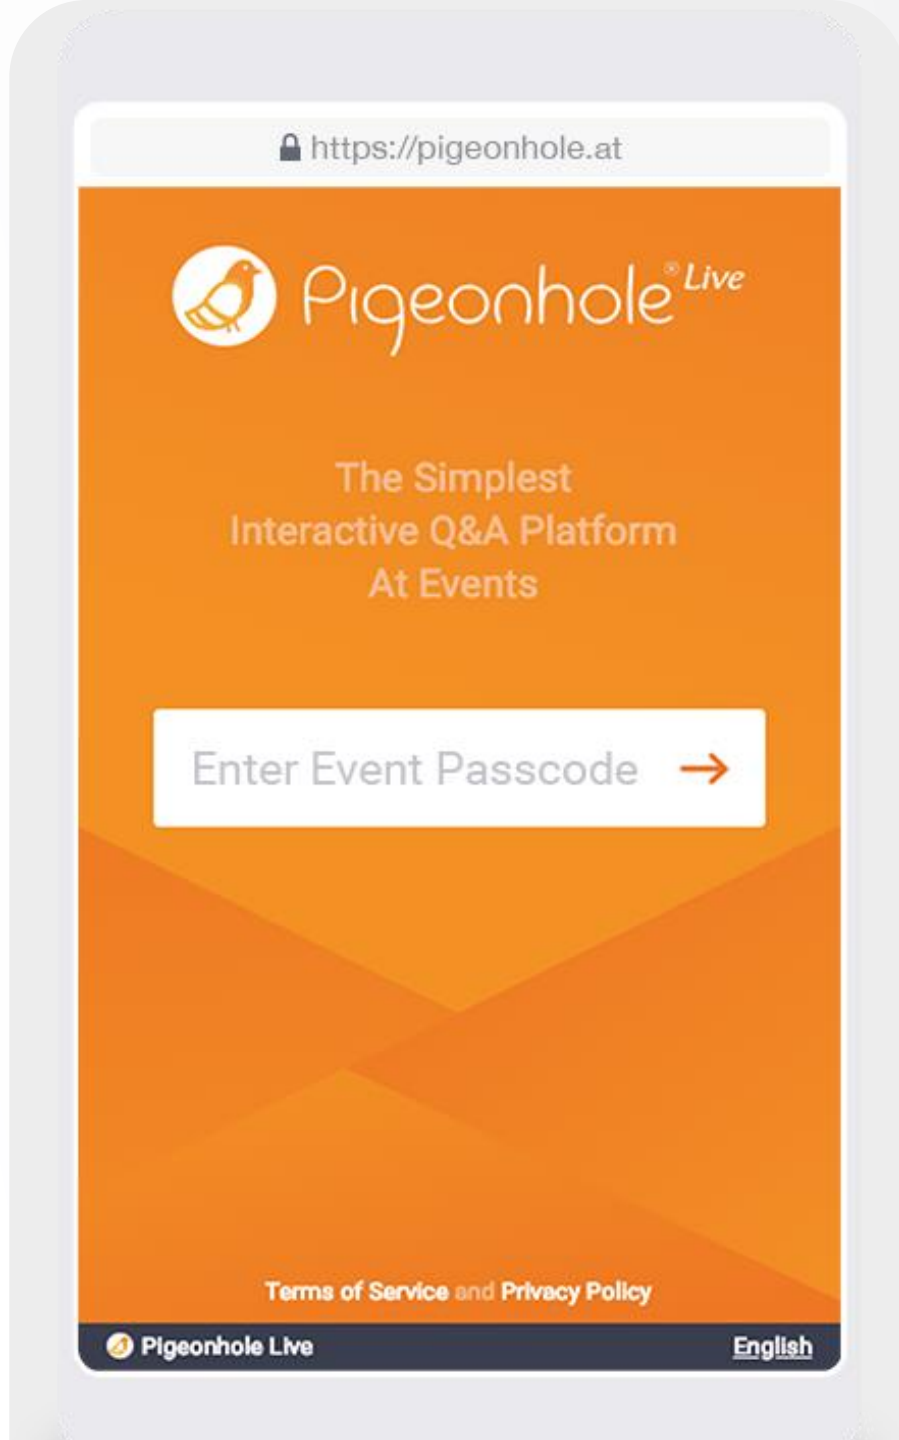 https://pigeonhole.at
Pigeonhole® Live
The Simplest
Interactive Q&A Platform
At Events
Enter Event Passcode →
Terms of Service and Privacy Policy
Pigeonhole Live English